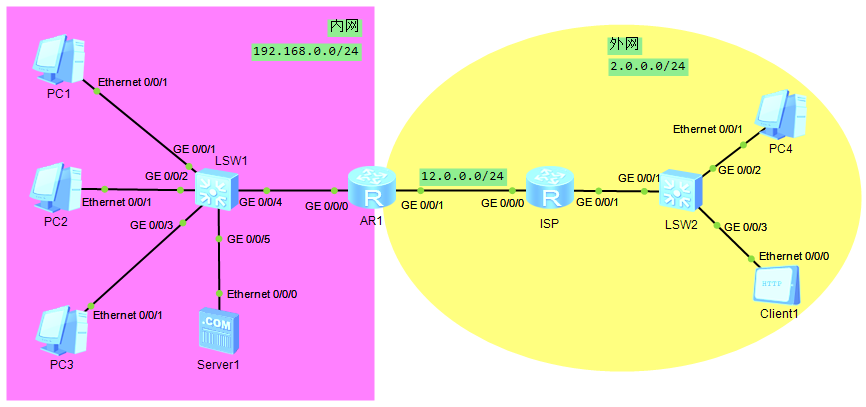 内网
192.168.0.0/24
外网
2.0.0.0/24
PC1
Ethernet 0/0/1
GE 0/0/1
LSW1
GE 0/0/2
PC2
Ethernet 0/0/1
GE 0/0/3
GE 0/0/4
GE 0/0/5
GE 0/0/0
AR1
GE 0/0/1
12.0.0.0/24
GE 0/0/0
ISP
GE 0/0/1
GE 0/0/1
LSW2
Ethernet 0/0/1
PC4
GE 0/0/2
GE 0/0/3
Ethernet 0/0/0
HTTP
Client1
Ethernet 0/0/1
PC3
Ethernet 0/0/0
.COM
Server1
R
R